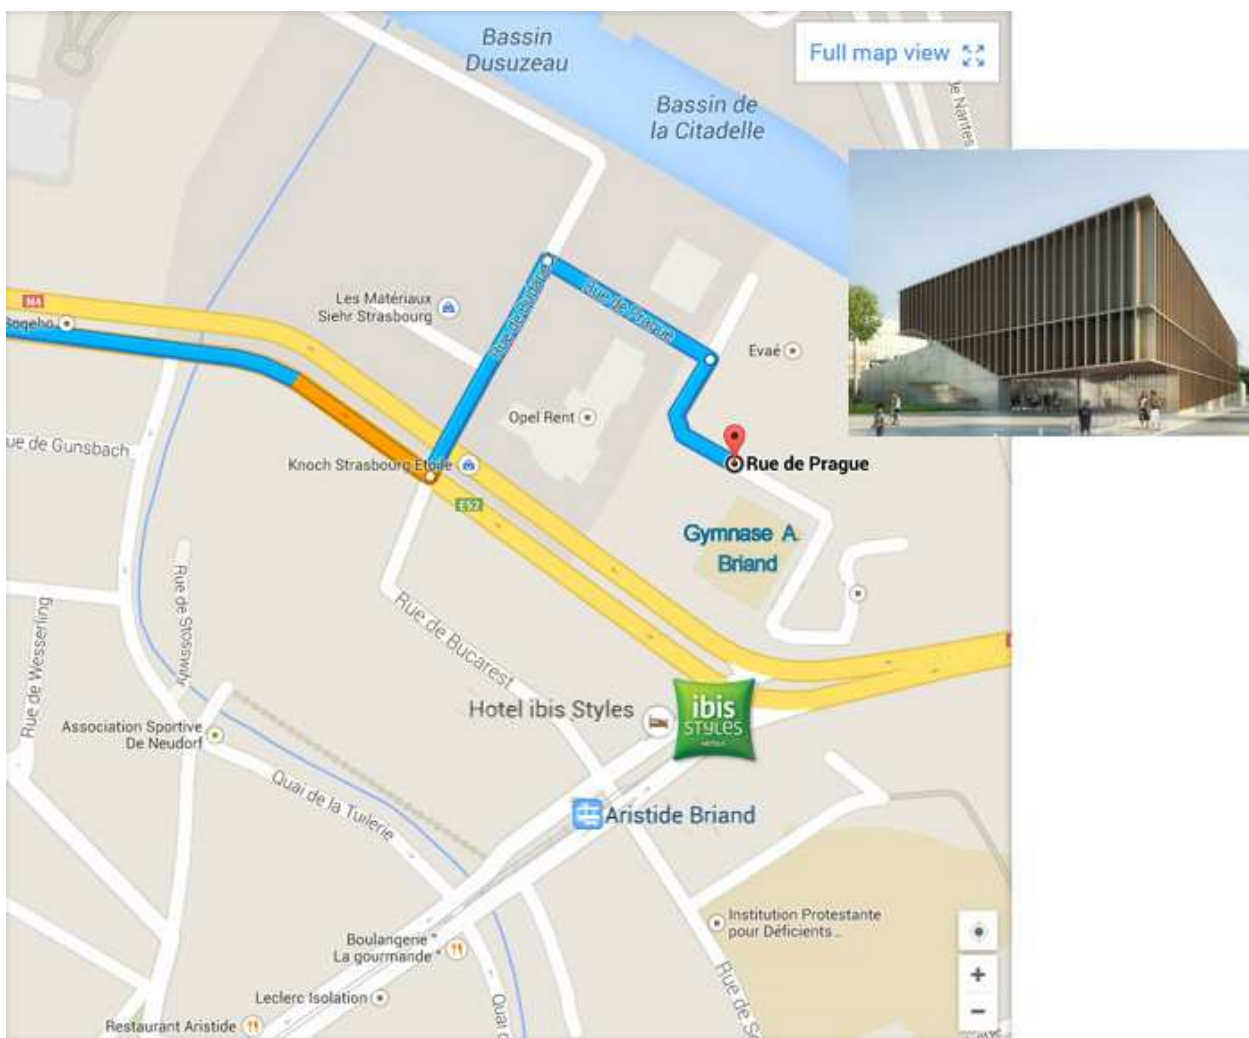 Bassin
Dusuzeau
Full map view
Bassin de
la Citadelle
de Nantes
N4
Les Matériaux
Siehr Strasbourg
Sogeho
Rue de Prague
Evaé
Opel Rent
Knoch Strasbourg Etoile
Rue de Prague
E52
Gymnase A.
Briand
Rue de Bucarest
Rue de Wesserling
Rue de Stosswihr
Hotel ibis Styles
ibis
STYLES
HOTELS
Association Sportive
De Neudorf
Quai de la Tuilerie
Aristide Briand
Institution Protestante
pour Déficients...
Boulangerie "
La gourmande "
Leclerc Isolation
Restaurant Aristide